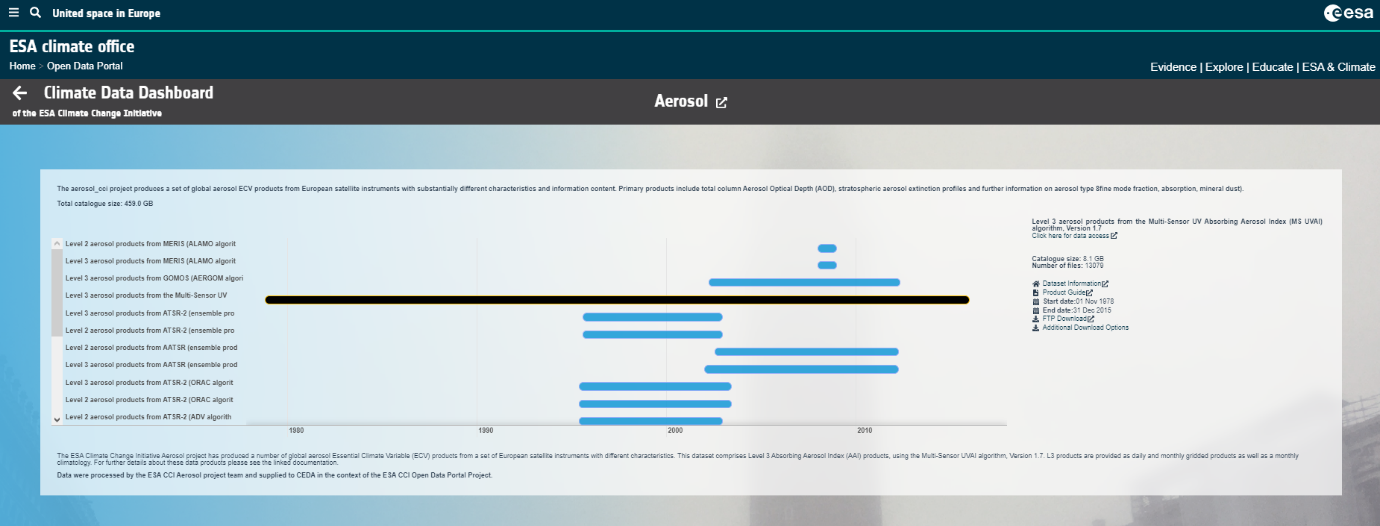 United space in Europe
esa
ESA climate office
Home > Open Data Portal
Evidence | Explore | Educate | ESA & Climate
Climate Data Dashboard
of the ESA Climate Change Initiative
Aerosol
The aerosol_cci project produces a set of global aerosol ECV products from European satellite instruments with substantially different characteristics and information content. Primary products include total column Aerosol Optical Depth (AOD), stratospheric aerosol extinction profiles and further information on aerosol type 8fine mode fraction, absorption, mineral dust).
Total catalogue size: 459.0 GB
Level 2 aerosol products from MERIS (ALAMO algorit
Level 3 aerosol products from MERIS (ALAMO algorit
Level 3 aerosol products from GOMOS (AERGOM algori
Level 3 aerosol products from the Multi-Sensor UV
Level 3 aerosol products from ATSR-2 (ensemble pro
Level 2 aerosol products from ATSR-2 (ensemble pro
Level 2 aerosol products from AATSR (ensemble prod
Level 3 aerosol products from AATSR (ensemble prod
Level 3 aerosol products from ATSR-2 (ORAC algorit
Level 2 aerosol products from ATSR-2 (ORAC algorit
Level 2 aerosol products from ATSR-2 (ADV algorith
1980 1990 2000 2010
Level 3 aerosol products from the Multi-Sensor UV Absorbing Aerosol Index (MS UVAI)
algorithm, Version 1.7
Click here for data access
Catalogue size: 8.1 GB
Number of files: 13079
Dataset Information
Product Guide
Start date:01 Nov 1978
End date:31 Dec 2015
FTP Download
Additional Download Options
The ESA Climate Change Initiative Aerosol project has produced a number of global aerosol Essential Climate Variable (ECV) products from a set of European satellite instruments with different characteristics. This dataset comprises Level 3 Absorbing Aerosol Index (AAI) products, using the Multi-Sensor UVAI algorithm, Version 1.7. L3 products are provided as daily and monthly gridded products as well as a monthly
climatology. For further details about these data products please see the linked documentation.
Data were processed by the ESA CCI Aerosol project team and supplied to CEDA in the context of the ESA CCI Open Data Portal Project.